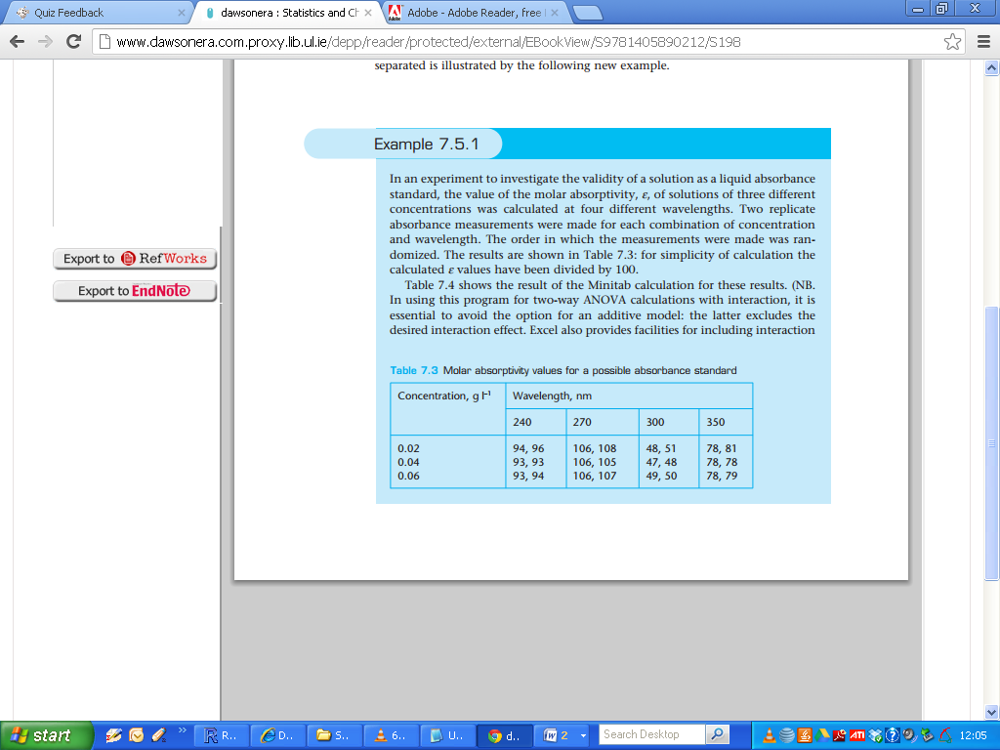 Quiz Feedback
dawsonera : Statistics and Ch
Adobe - Adobe Reader, free
www.dawsonera.com.proxy.lib.ul.ie/depp/reader/protected/external/EBookView/S9781405890212/S198
separated is illustrated by the following new example.
Example 7.5.1
In an experiment to investigate the validity of a solution as a liquid absorbance
standard, the value of the molar absorptivity, ε, of solutions of three different
concentrations was calculated at four different wavelengths. Two replicate
absorbance measurements were made for each combination of concentration
and wavelength. The order in which the measurements were made was ran-
domized. The results are shown in Table 7.3: for simplicity of calculation the
calculated ε values have been divided by 100.
Table 7.4 shows the result of the Minitab calculation for these results. (NB.
In using this program for two-way ANOVA calculations with interaction, it is
essential to avoid the option for an additive model: the latter excludes the
desired interaction effect. Excel also provides facilities for including interaction
Export to RefWorks
Export to EndNote
Table 7.3 Molar absorptivity values for a possible absorbance standard
Concentration, g l⁻¹ Wavelength, nm
240 270 300 350
0.02 94, 96 106, 108 48, 51 78, 81
0.04 93, 93 106, 105 47, 48 78, 78
0.06 93, 94 106, 107 49, 50 78, 79
start R.. D.. S.. 6.. U.. d.. 2 Search Desktop ATI 12:05